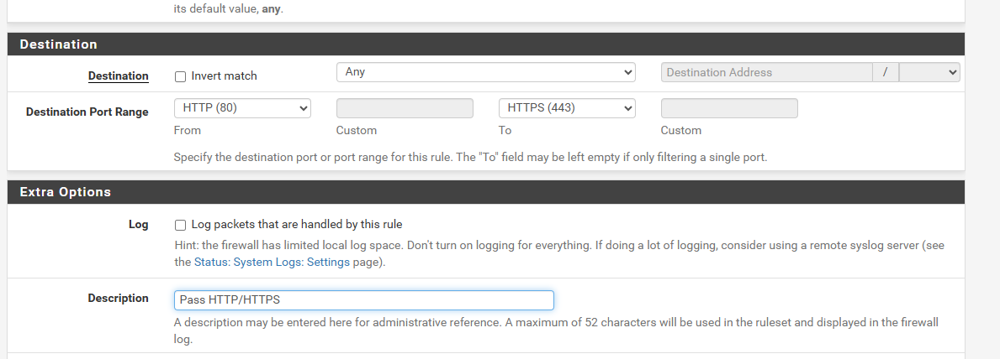 its default value, any.
Destination
Destination Invert match Any Destination Address /
Destination Port Range HTTP (80) HTTPS (443)
From Custom To Custom
Specify the destination port or port range for this rule. The "To" field may be left empty if only filtering a single port.
Extra Options
Log Log packets that are handled by this rule
Hint: the firewall has limited local log space. Don't turn on logging for everything. If doing a lot of logging, consider using a remote syslog server (see
the Status: System Logs: Settings page).
Description Pass HTTP/HTTPS
A description may be entered here for administrative reference. A maximum of 52 characters will be used in the ruleset and displayed in the firewall
log.